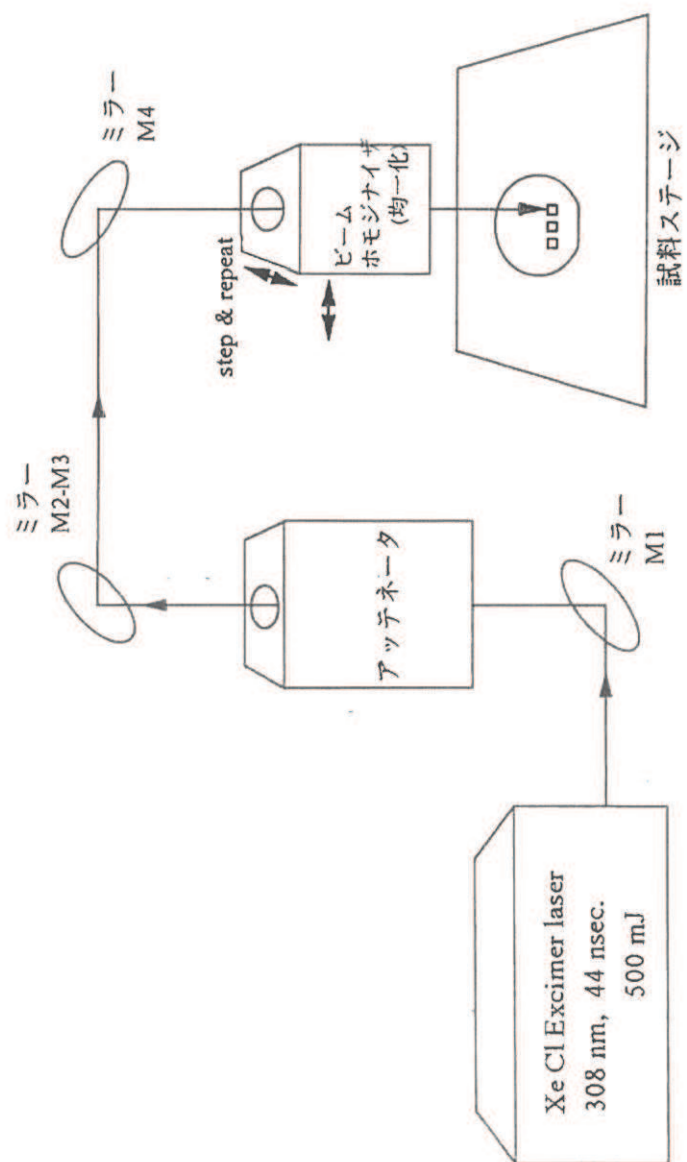 Xe Cl Excimer laser
308 nm, 44 nsec.
500 mJ
ミラー
M1
アッテネータ
ミラー
M2-M3
ミラー
M4
step & repeat
ビーム
ホモジナイザ
(均一化)
試料ステージ